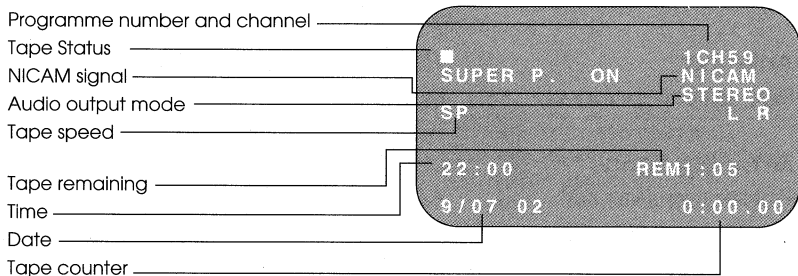 Programme number and channel
Tape Status
NICAM signal
Audio output mode
Tape speed
Tape remaining
Time
Date
Tape counter
1CH59
SUPER P. ON NICAM
STEREO
SP L R
22:00 REM1:05
9/07 02 0:00.00